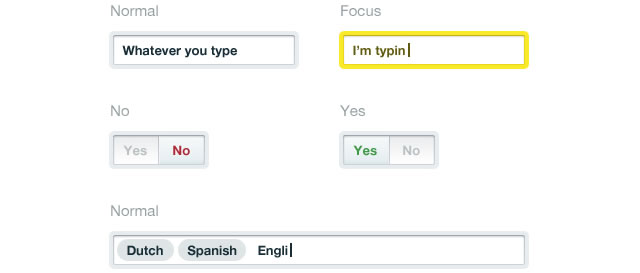 Normal Focus
Whatever you type I'm typin
No Yes
Yes No Yes No
Normal
Dutch Spanish Engli